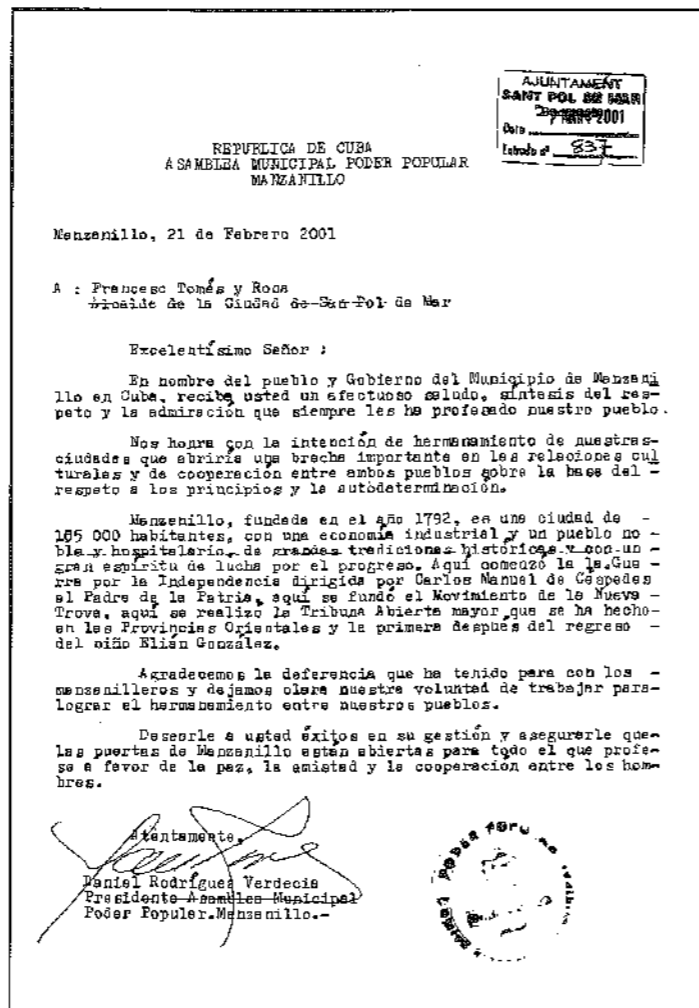 AJUNTAMENT
SANT POL DE MAR
7 MAR 2001
Data
Entrada nº 837
REPUBLICA DE CUBA
ASAMBLEA MUNICIPAL PODER POPULAR
MANZANILLO
Manzanillo, 21 de Febrero 2001
A : Francesc Tomás y Roca
Alcalde de la Ciudad de San Pol de Mar
Excelentísimo Señor :
En nombre del pueblo y Gobierno del Municipio de Manzani
llo en Cuba, reciba usted un efectuoso saludo, síntesis del res-
peto y la admiración que siempre les ha profesado nuestro pueblo.
Nos honra con la intención de hermanamiento de nuestras-
ciudades que abriría una brecha importante en las relaciones cul
turales y de cooperación entre ambos pueblos sobre la base del -
respeto a los principios y la autodeterminación.
Manzanillo, fundada en el año 1792, es una ciudad de -
105 000 habitantes, con una economía industrial y un pueblo no -
ble y hospitalario, de grandes tradiciones históricas y con un -
gran espíritu de lucha por el progreso. Aquí comenzó la 1a.Gue -
rra por la Independencia dirigida por Carlos Manuel de Céspedes
el Padre de la Patria, aquí se fundó el Movimiento de la Nueva -
Trova, aquí se realizo la Tribuna Abierta mayor que se ha hecho-
en las Provincias Orientales y la primera después del regreso -
del niño Elián González.
Agradecemos la deferencia que ha tenido para con los -
manzanilleros y dejamos clara nuestra voluntad de trabajar para-
lograr el hermanamiento entre nuestros pueblos.
Desearle a usted éxitos en su gestión y asegurarle que-
las puertas de Manzanillo están abiertas para todo el que profe-
se a favor de la paz, la amistad y la cooperación entre los hom-
bres.
Atentamente,
Daniel Rodríguez Verdecia
Presidente Asamblea Municipal
Poder Popular.Manzanillo.-